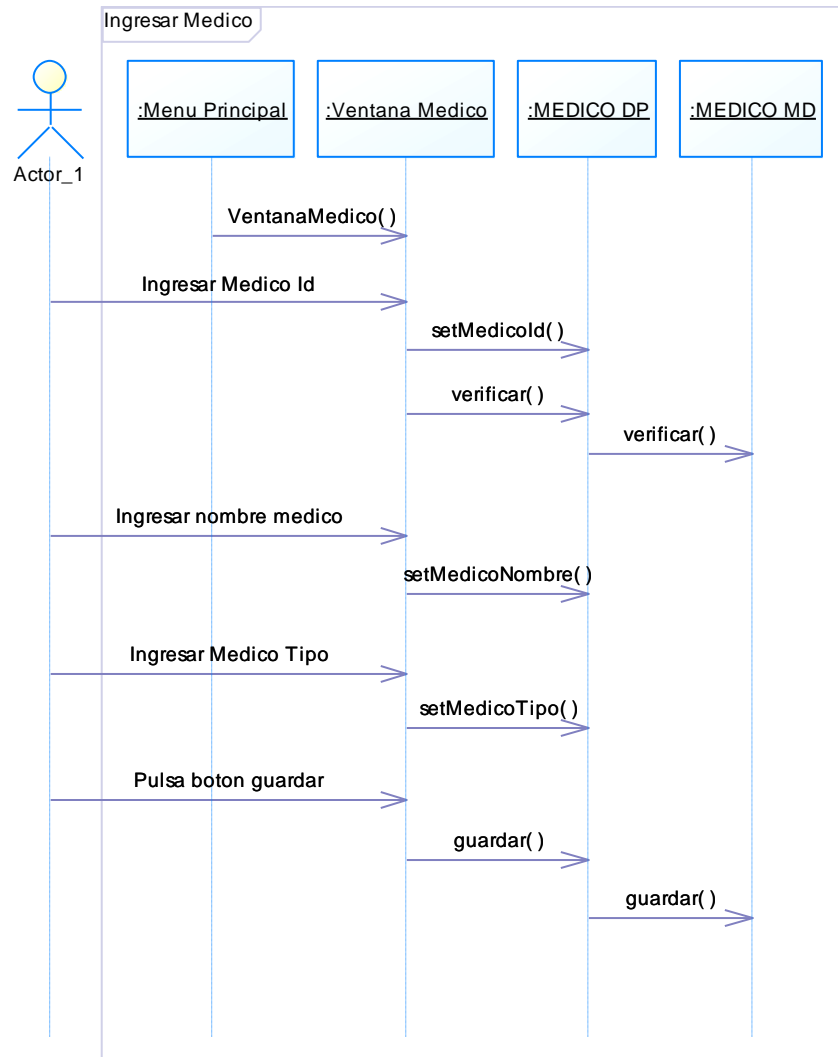 Ingresar Medico
:Menu Principal
:Ventana Medico
:MEDICO DP
:MEDICO MD
Actor_1
VentanaMedico( )
Ingresar Medico Id
setMedicoId( )
verificar( )
verificar( )
Ingresar nombre medico
setMedicoNombre( )
Ingresar Medico Tipo
setMedicoTipo( )
Pulsa boton guardar
guardar( )
guardar( )